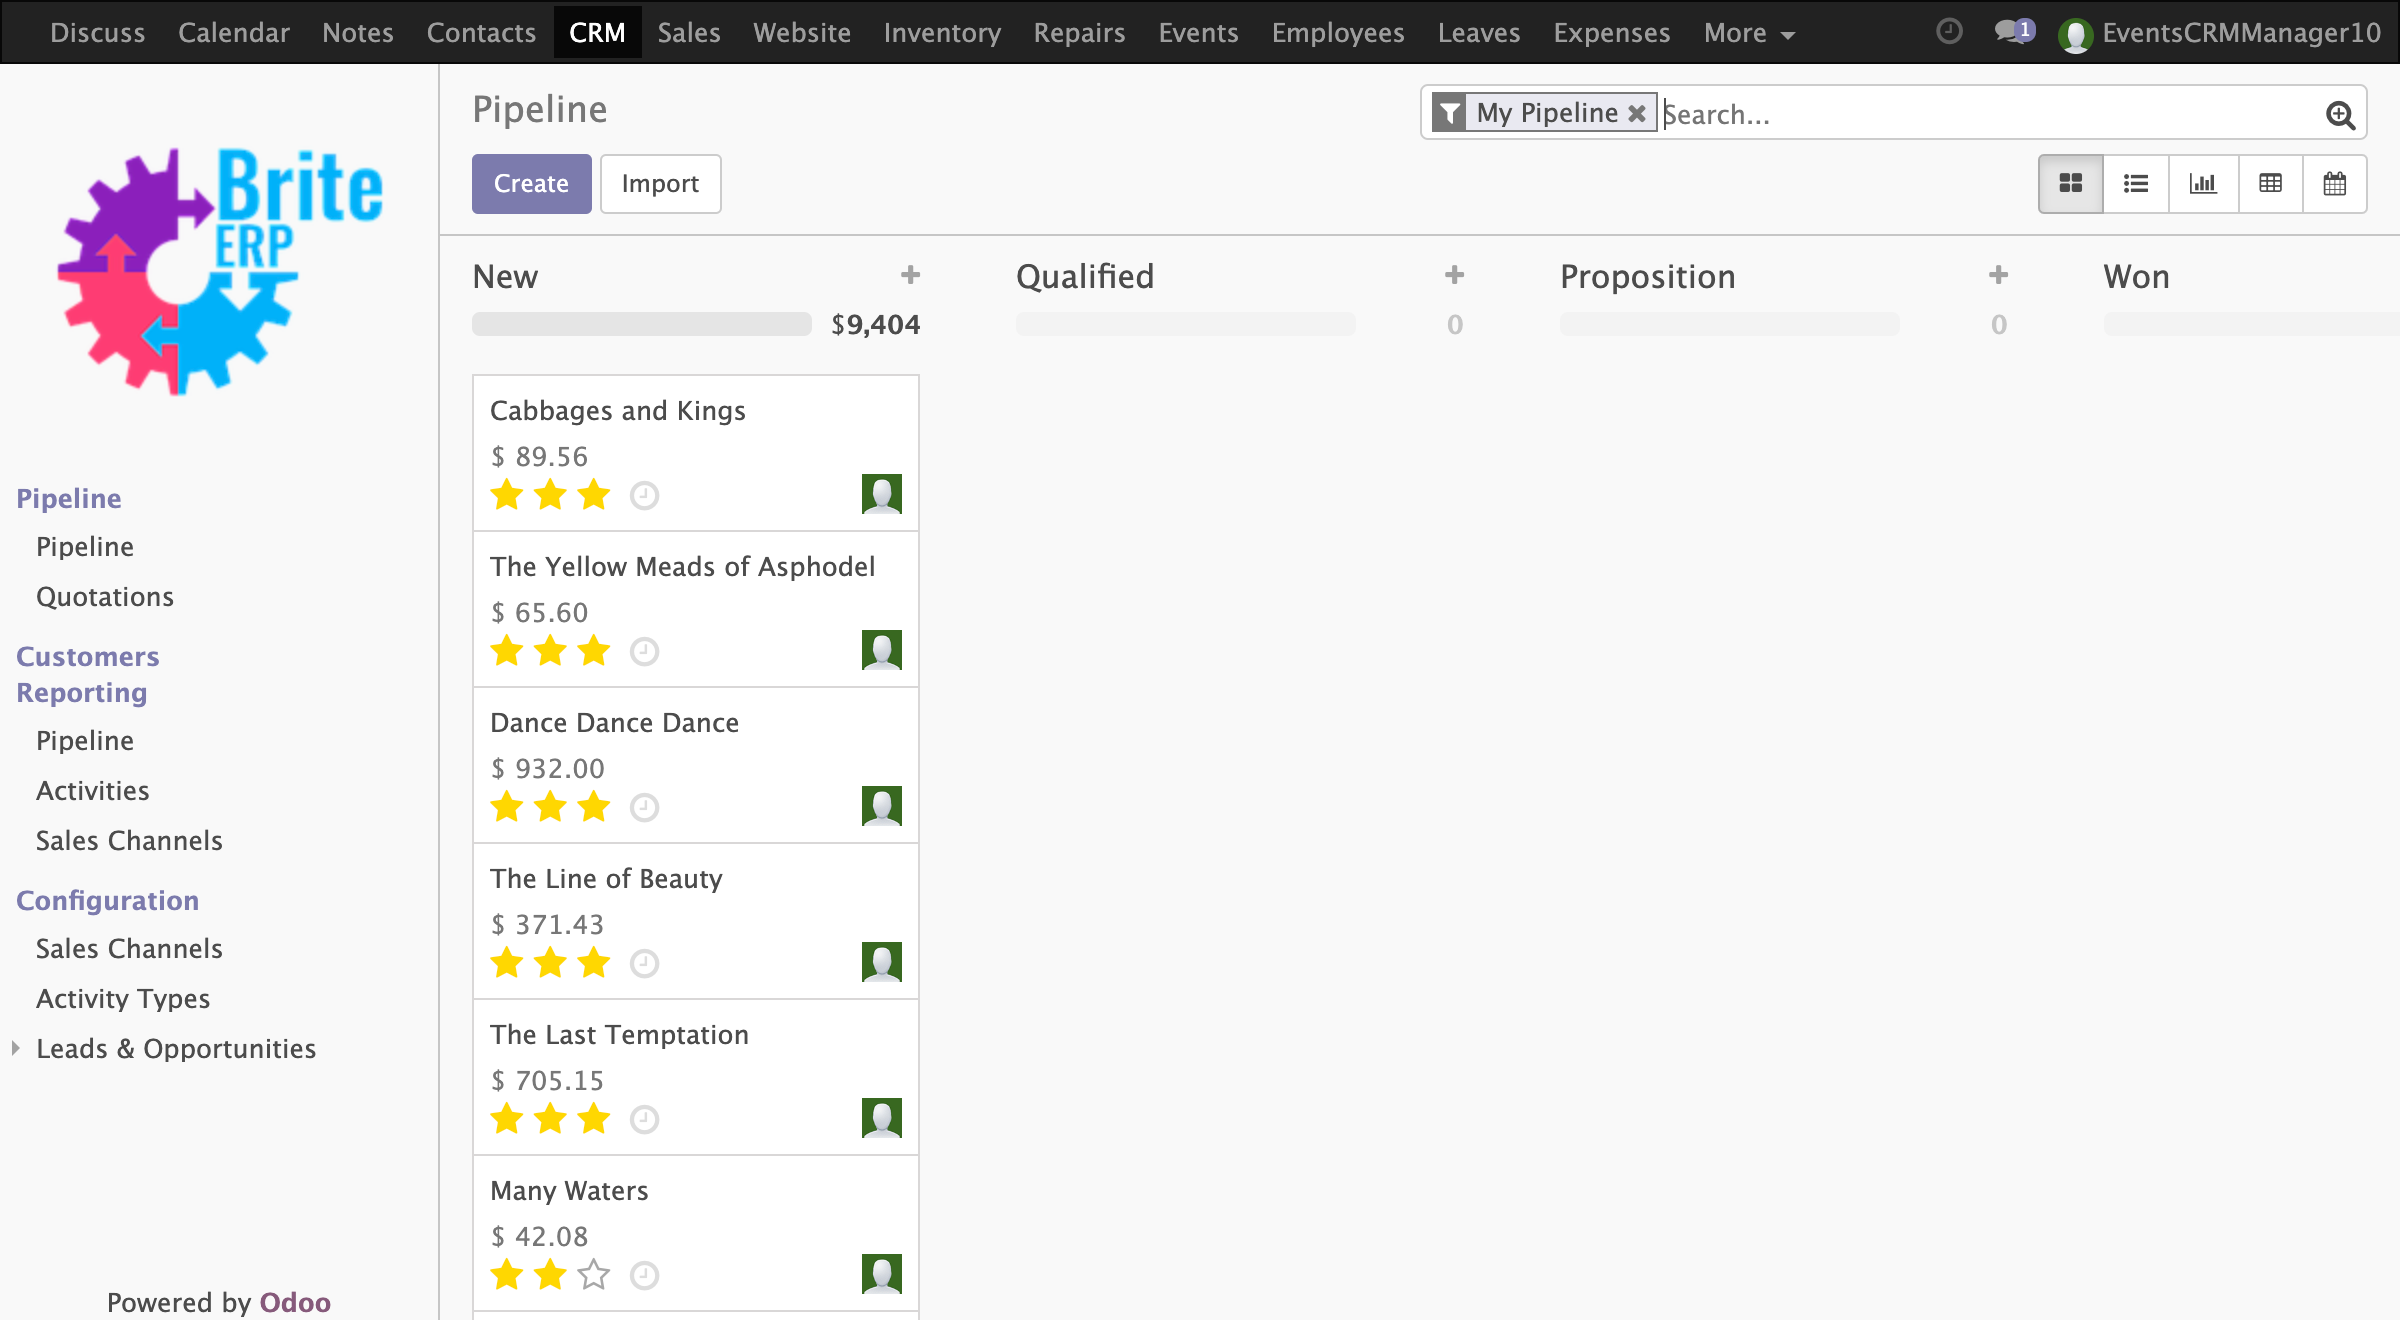 Discuss Calendar Notes Contacts CRM Sales Website Inventory Repairs Events Employees Leaves Expenses More 1 EventsCRMManager10
Brite
ERP
Pipeline
Pipeline
Quotations
Customers
Reporting
Pipeline
Activities
Sales Channels
Configuration
Sales Channels
Activity Types
Leads & Opportunities
Powered by Odoo
Pipeline
My Pipeline Search...
Create Import
New
$9,404
Cabbages and Kings
$ 89.56
The Yellow Meads of Asphodel
$ 65.60
Dance Dance Dance
$ 932.00
The Line of Beauty
$ 371.43
The Last Temptation
$ 705.15
Many Waters
$ 42.08
Qualified
0
Proposition
0
Won